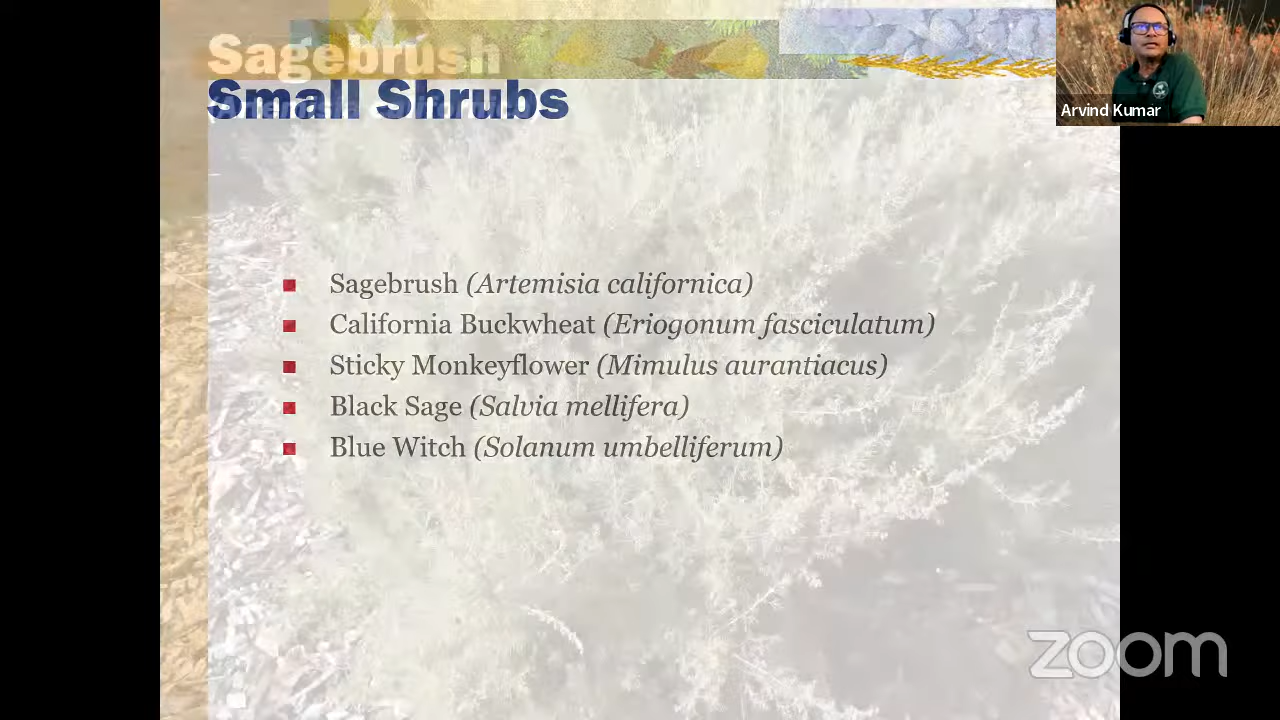 Sagebrush
Small Shrubs
Arvind Kumar
Sagebrush (Artemisia californica)
California Buckwheat (Eriogonum fasciculatum)
Sticky Monkeyflower (Mimulus aurantiacus)
Black Sage (Salvia mellifera)
Blue Witch (Solanum umbelliferum)
zoom